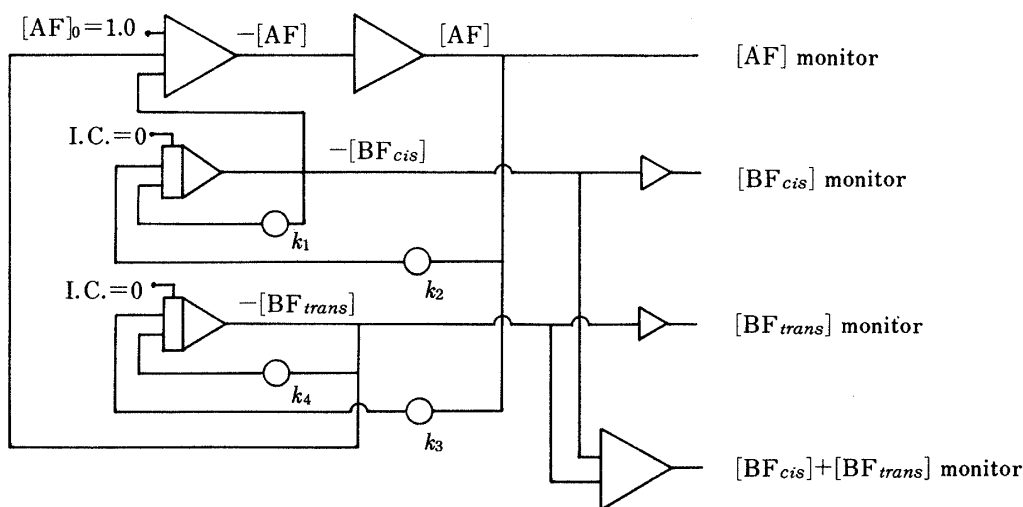 [AF]₀=1.0
−[AF]
[AF]
[AF] monitor
I.C.=0
−[BFcis]
[BFcis] monitor
k₁
k₂
I.C.=0
−[BFtrans]
[BFtrans] monitor
k₄
k₃
[BFcis]+[BFtrans] monitor